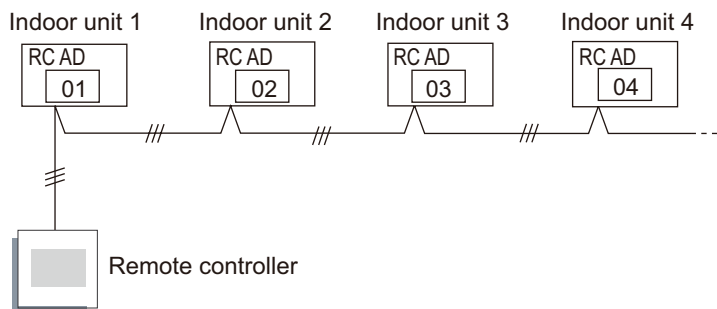 Indoor unit 1 Indoor unit 2 Indoor unit 3 Indoor unit 4
RC AD RC AD RC AD RC AD
01 02 03 04
Remote controller